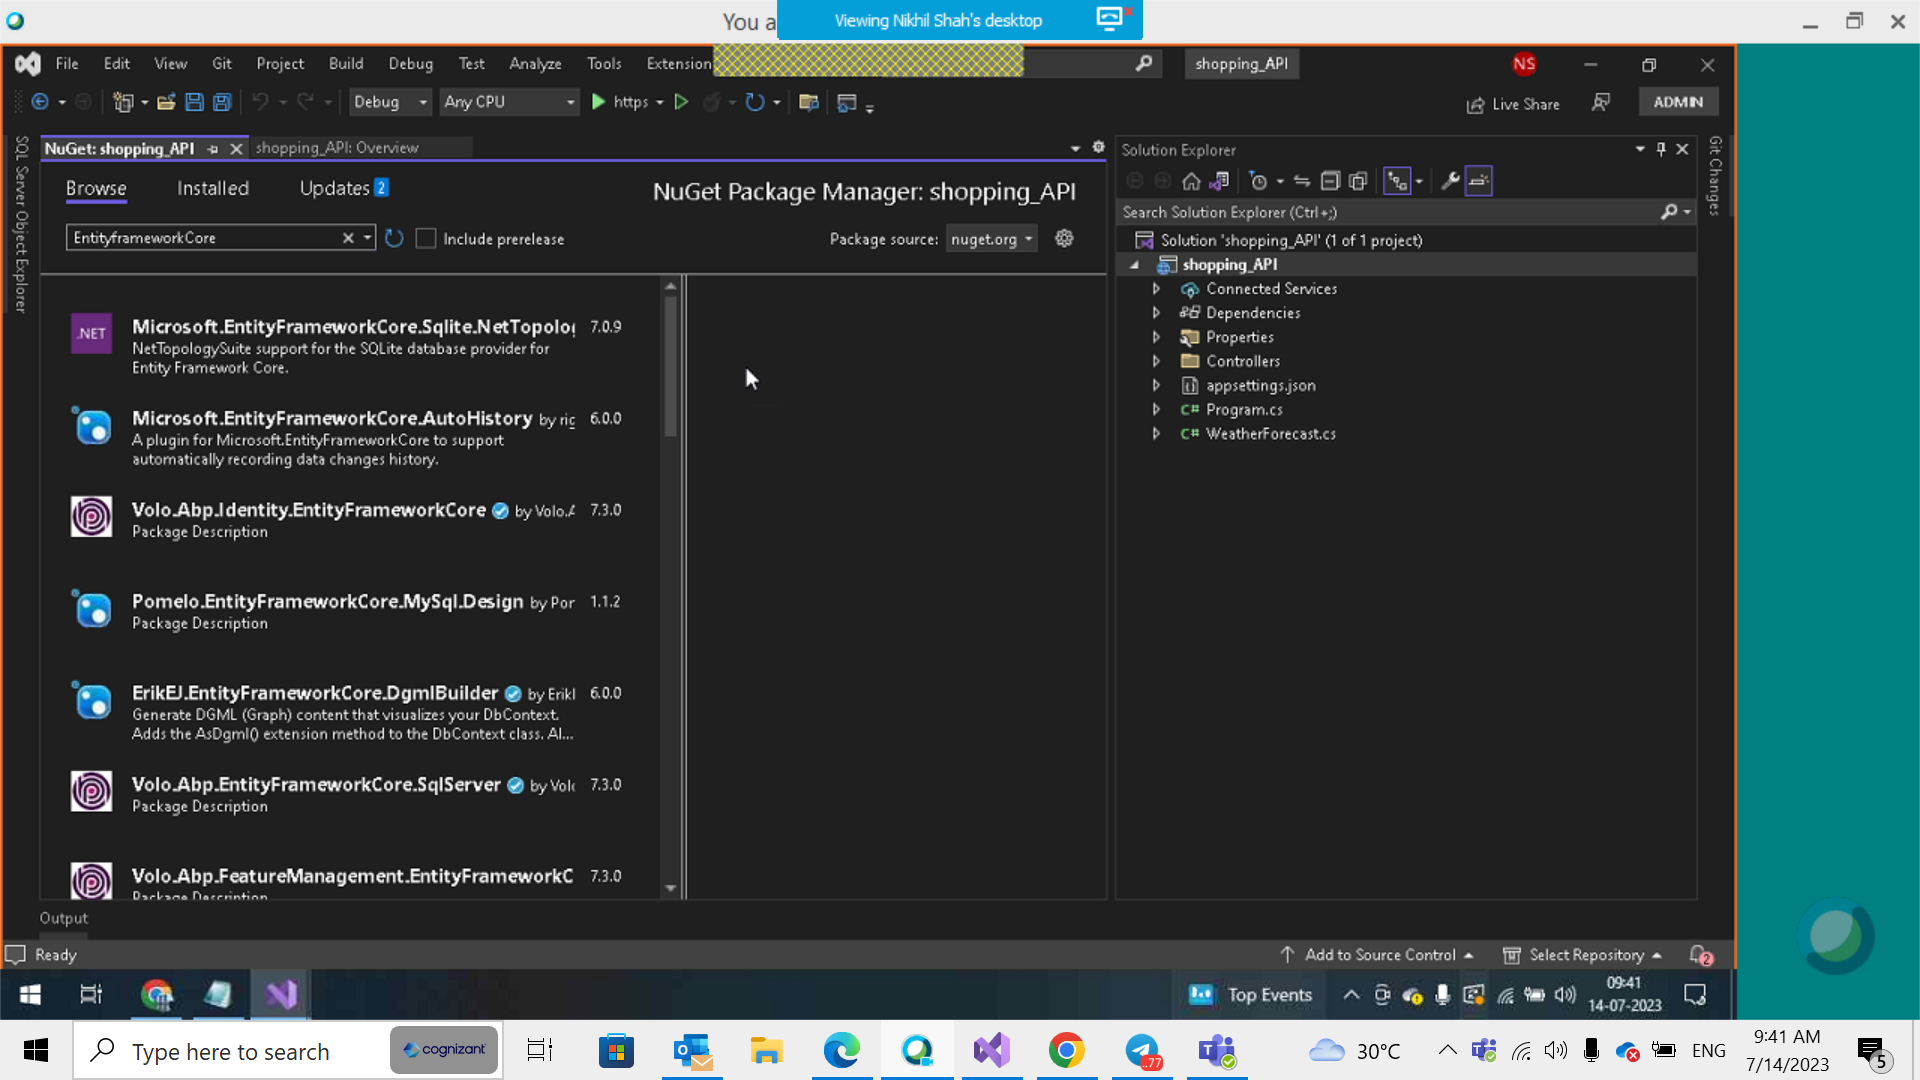 You a
Viewing Nikhil Shah's desktop
File Edit View Git Project Build Debug Test Analyze Tools Extension
shopping_API
NS
Debug
Any CPU
https
Live Share
ADMIN
SQL Server Object Explorer
NuGet: shopping_API
shopping_API: Overview
Browse
Installed
Updates 2
NuGet Package Manager: shopping_API
EntityframeworkCore
Include prerelease
Package source: nuget.org
.NET
Microsoft.EntityFrameworkCore.Sqlite.NetTopolo 7.0.9
NetTopologySuite support for the SQLite database provider for
Entity Framework Core.
Microsoft.EntityFrameworkCore.AutoHistory by rig 6.0.0
A plugin for Microsoft.EntityFrameworkCore to support
automatically recording data changes history.
Volo.Abp.Identity.EntityFrameworkCore by Volo.A 7.3.0
Package Description
Pomelo.EntityFrameworkCore.MySql.Design by Por 1.1.2
Package Description
ErikEJ.EntityFrameworkCore.DgmlBuilder by ErikI 6.0.0
Generate DGML (Graph) content that visualizes your DbContext.
Adds the AsDgml() extension method to the DbContext class. Al...
Volo.Abp.EntityFrameworkCore.SqlServer by Volo 7.3.0
Package Description
Volo.Abp.FeatureManagement.EntityFrameworkC 7.3.0
Package Description
Solution Explorer
Search Solution Explorer (Ctrl+;)
Solution 'shopping_API' (1 of 1 project)
shopping_API
Connected Services
Dependencies
Properties
Controllers
appsettings.json
C# Program.cs
C# WeatherForecast.cs
Git Changes
Output
Ready
Add to Source Control
Select Repository
2
Top Events
09:41
14-07-2023
Type here to search
cognizant
..77
30°C
ENG
9:41 AM
7/14/2023
5